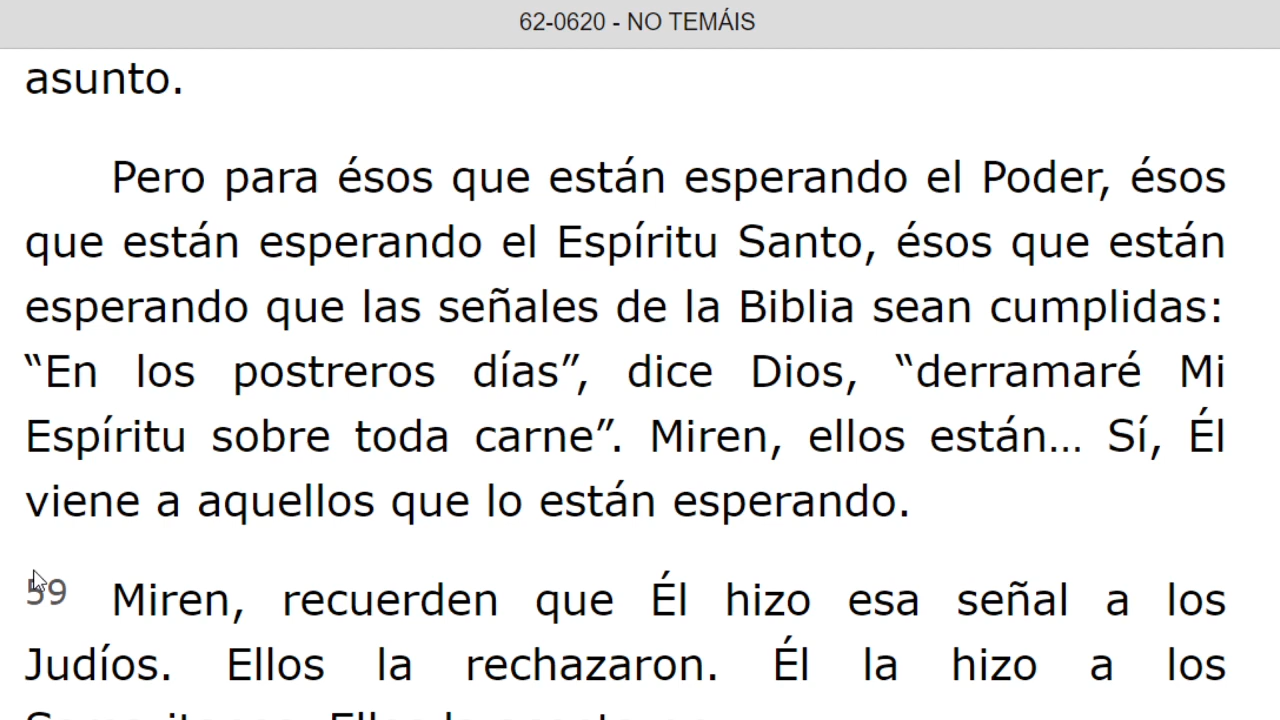 62-0620 - NO TEMÁIS
asunto.
Pero para ésos que están esperando el Poder, ésos
que están esperando el Espíritu Santo, ésos que están
esperando que las señales de la Biblia sean cumplidas:
“En los postreros días”, dice Dios, “derramaré Mi
Espíritu sobre toda carne”. Miren, ellos están… Sí, Él
viene a aquellos que lo están esperando.
59 Miren, recuerden que Él hizo esa señal a los
Judíos. Ellos la rechazaron. Él la hizo a los